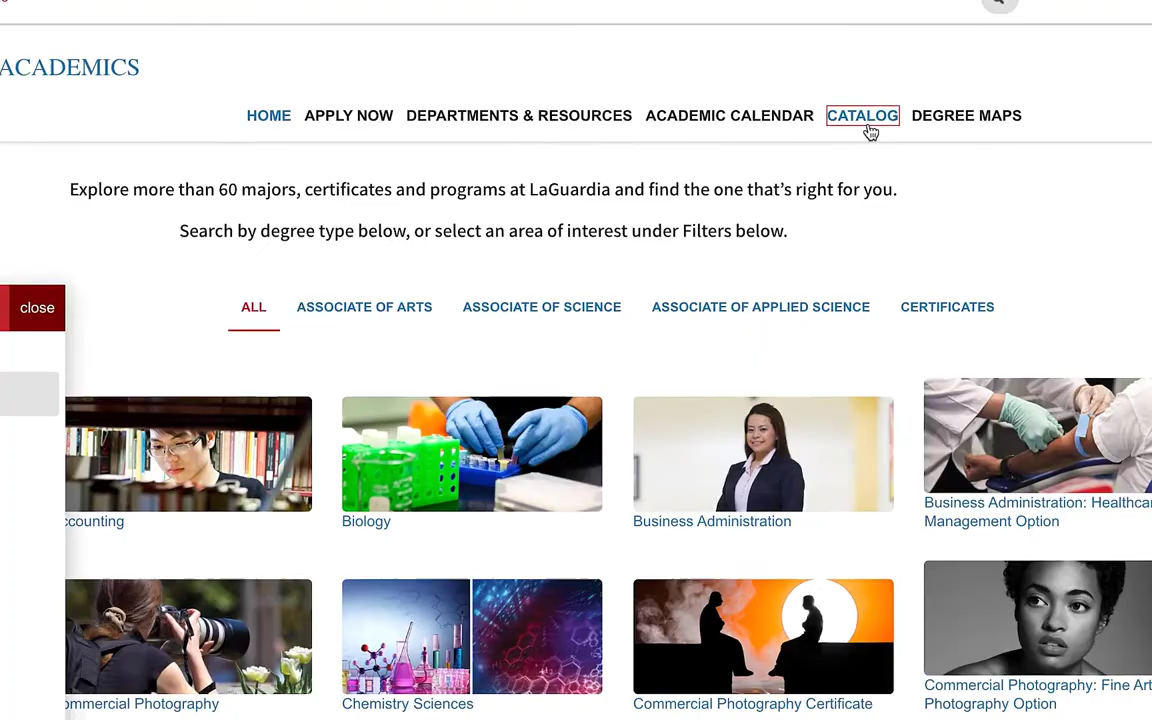 ACADEMICS
HOME APPLY NOW DEPARTMENTS & RESOURCES ACADEMIC CALENDAR CATALOG DEGREE MAPS
Explore more than 60 majors, certificates and programs at LaGuardia and find the one that’s right for you.
Search by degree type below, or select an area of interest under Filters below.
close
ALL ASSOCIATE OF ARTS ASSOCIATE OF SCIENCE ASSOCIATE OF APPLIED SCIENCE CERTIFICATES
ccounting
Biology
Business Administration
Business Administration: Healthcar
Management Option
ommercial Photography
Chemistry Sciences
Commercial Photography Certificate
Commercial Photography: Fine Art
Photography Option